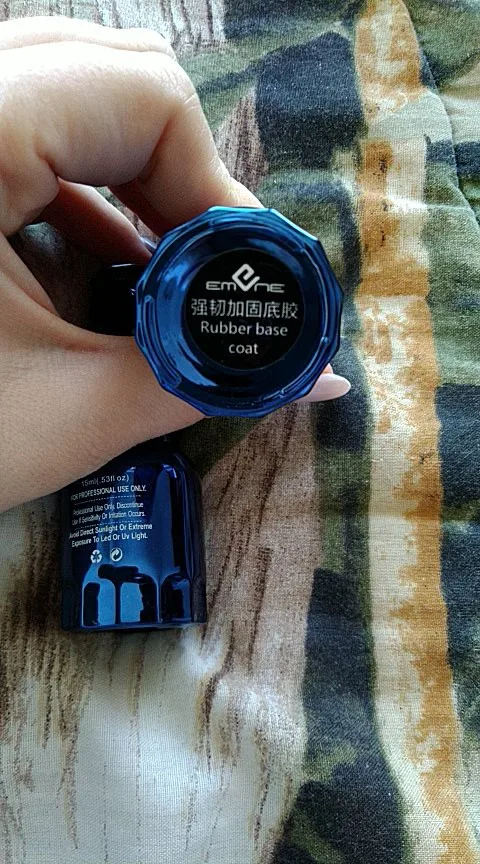 EMENE
强韧加固底胶
Rubber base
coat
15ml(.53fl oz)
FOR PROFESSIONAL USE ONLY.
Professional Use Only, Discontinue
Use if Sensitivity Or Irritation Occurs.
Avoid Direct Sunlight Or Extreme
Exposure To Led Or Uv Light.